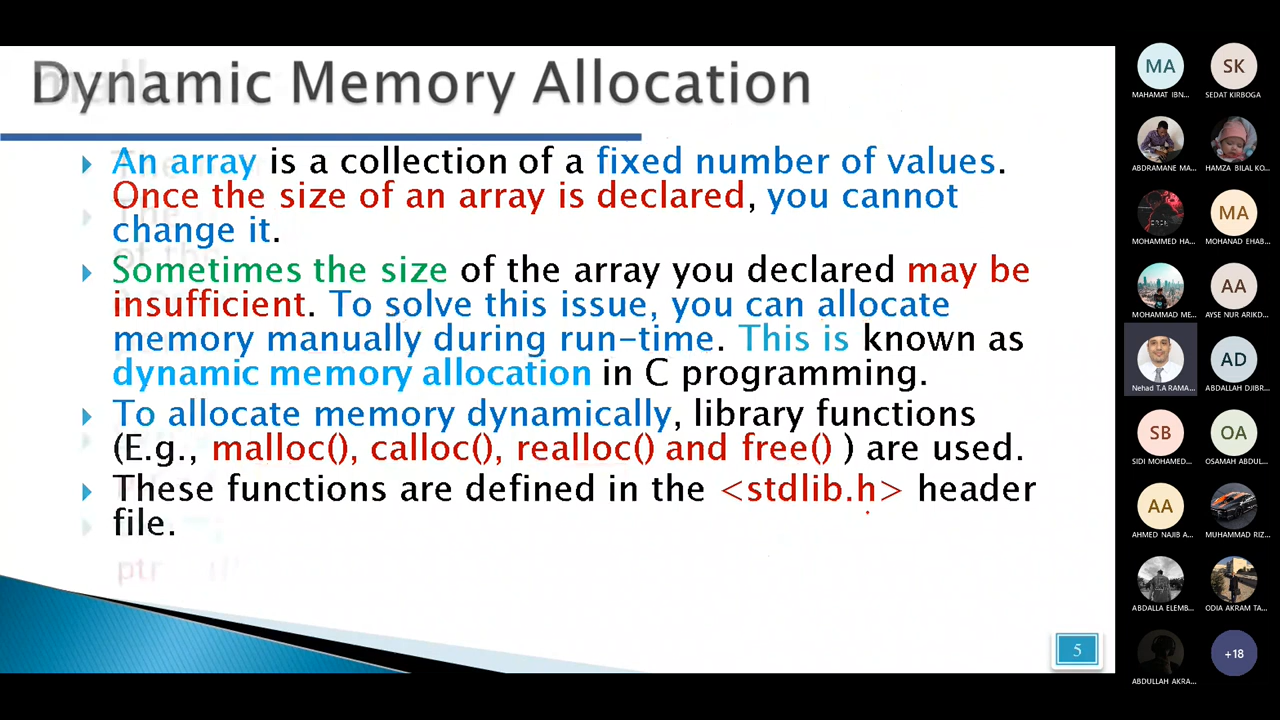 Dynamic Memory Allocation
An array is a collection of a fixed number of values.
Once the size of an array is declared, you cannot
change it.
Sometimes the size of the array you declared may be
insufficient. To solve this issue, you can allocate
memory manually during run-time. This is known as
dynamic memory allocation in C programming.
To allocate memory dynamically, library functions
(E.g., malloc(), calloc(), realloc() and free() ) are used.
These functions are defined in the <stdlib.h> header
file.
5
MA
MAHAMAT IBN...
SK
SEDAT KIRBOGA
ABDRAMANE MA...
HAMZA BILAL KO...
MOHAMMED HA...
MA
MOHANAD EHAB...
MOHAMMAD ME...
AA
AYSE NUR ARIKD...
Nehad T.A RAMA...
AD
ABDALLAH DJIBR...
SB
SIDI MOHAMED...
OA
OSAMAH ABDUL...
AA
AHMED NAJIB A...
MUHAMMAD RIZ...
ABDALLA ELEMB...
ODIA AKRAM TA...
ABDULLAH AKRA...
+18